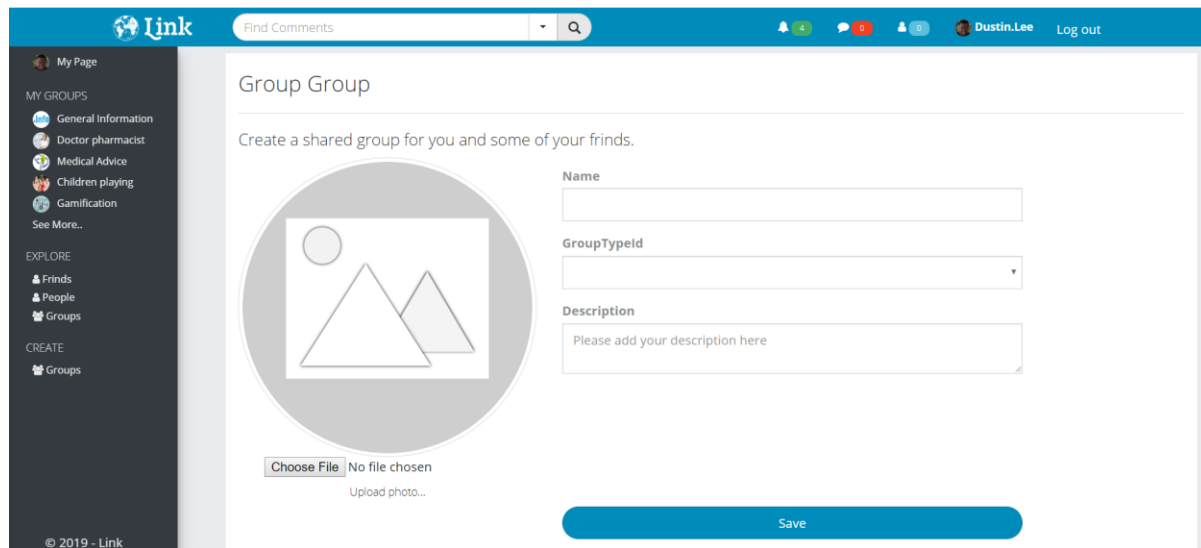 Link
Find Comments
4
0
0
Dustin.Lee
Log out
My Page
MY GROUPS
.Info
General Information
Doctor pharmacist
Medical Advice
Children playing
Gamification
See More..
EXPLORE
Frinds
People
Groups
CREATE
Groups
© 2019 - Link
Group Group
Create a shared group for you and some of your frinds.
Choose File No file chosen
Upload photo...
Name
GroupTypeId
Description
Please add your description here
Save